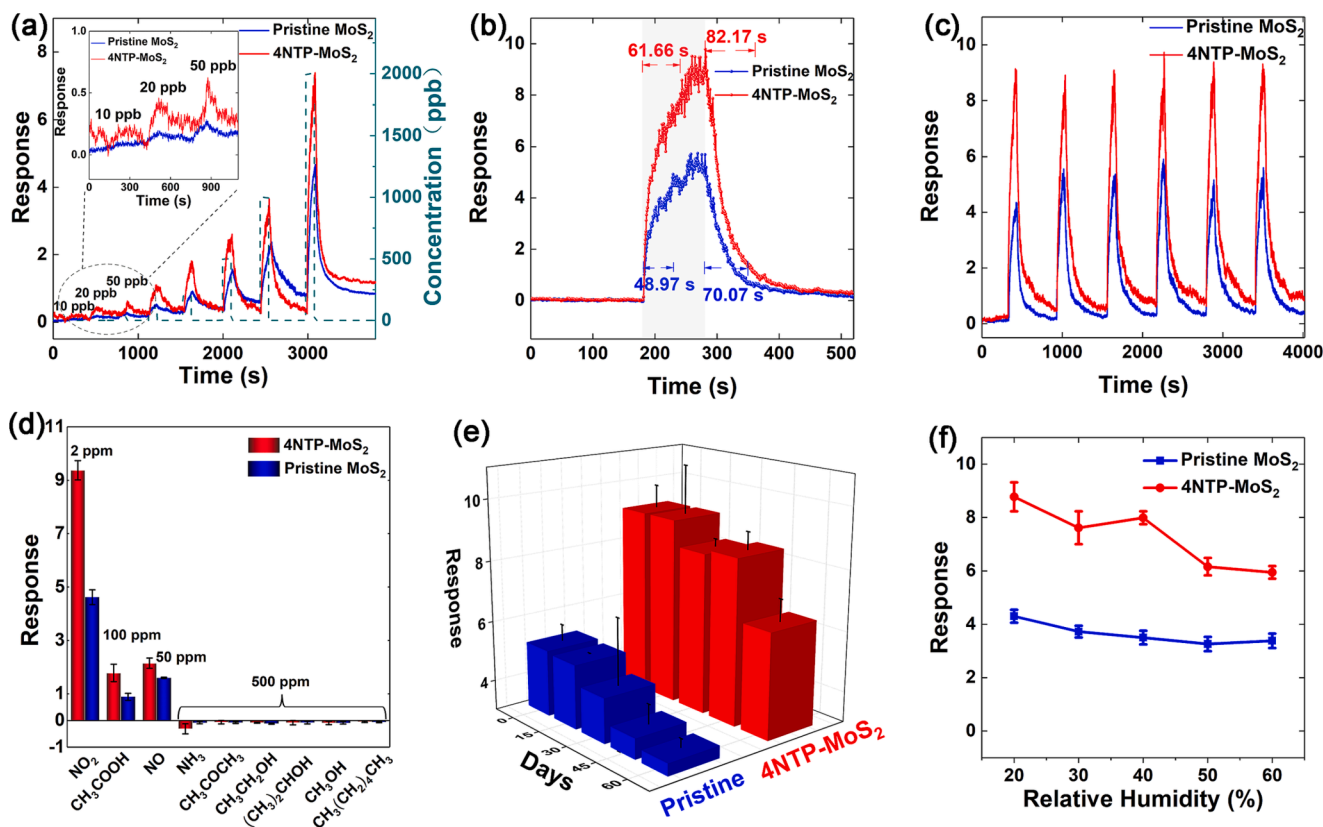 (a)
Pristine MoS₂
4NTP-MoS₂
1.0
0.5
0.0
Response
Pristine MoS₂
4NTP-MoS₂
10 ppb
20 ppb
50 ppb
0 300 600 900
Time (s)
8
6
4
2
0
Response
10 ppb
20 ppb
50 ppb
0 1000 2000 3000
Time (s)
2000
1500
1000
500
0
Concentration (ppb)
(b)
10
8
6
4
2
0
Response
61.66 s
82.17 s
Pristine MoS₂
4NTP-MoS₂
48.97 s
70.07 s
0 100 200 300 400 500
Time (s)
(c)
Pristine MoS₂
4NTP-MoS₂
10
8
6
4
2
0
Response
0 1000 2000 3000 4000
Time (s)
(d)
11
9
7
5
3
1
0
-1
Response
4NTP-MoS₂
Pristine MoS₂
2 ppm
100 ppm
50 ppm
500 ppm
NO₂
CH₃COOH
NO
NH₃
CH₃COCH₃
CH₃CH₂OH
(CH₃)₂CHOH
CH₃OH
CH₃(CH₂)₄CH₃
(e)
10
8
6
4
Response
0
15
30
45
60
Days
Pristine
4NTP-MoS₂
(f)
Pristine MoS₂
4NTP-MoS₂
10
8
6
4
2
0
Response
20 30 40 50 60
Relative Humidity (%)